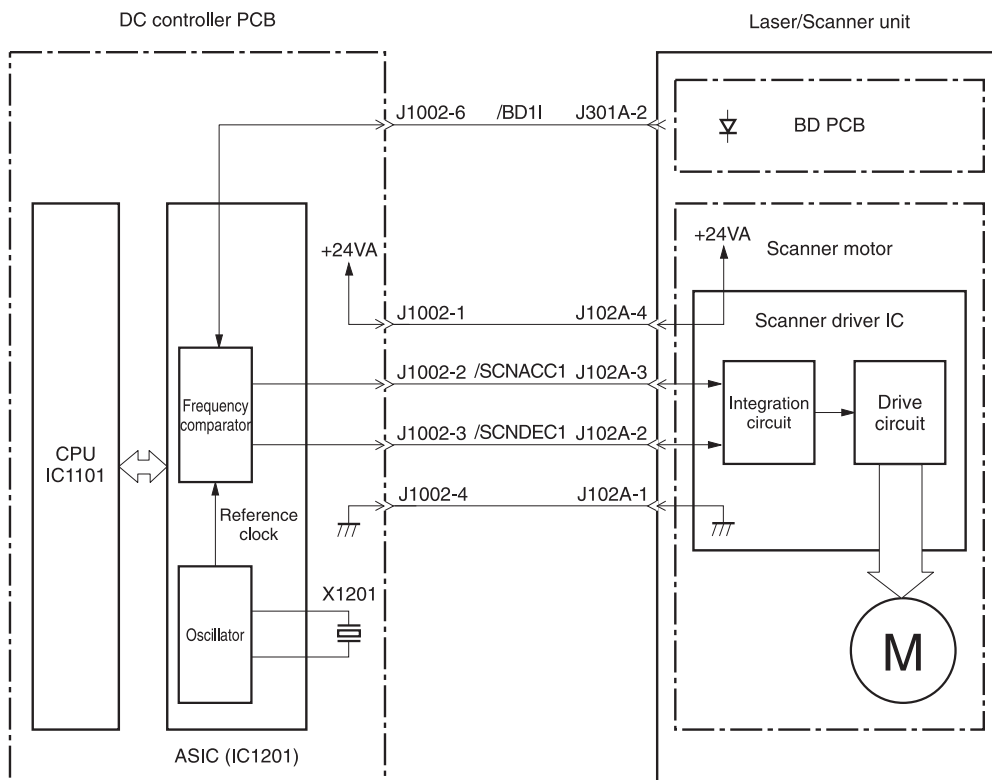 DC controller PCB
Laser/Scanner unit
J1002-6 /BD1I J301A-2
BD PCB
+24VA
+24VA
Scanner motor
J1002-1 J102A-4
Scanner driver IC
J1002-2 /SCNACC1 J102A-3
Frequency
comparator
Integration
circuit
Drive
circuit
J1002-3 /SCNDEC1 J102A-2
CPU
IC1101
J1002-4 J102A-1
Reference
clock
X1201
Oscillator
M
ASIC (IC1201)